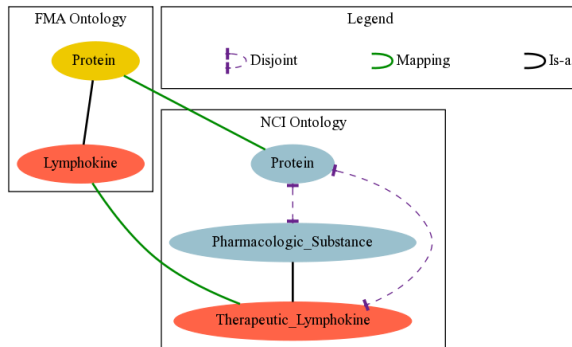 FMA Ontology
Protein
Lymphokine
Legend
Disjoint
Mapping
Is-a
NCI Ontology
Protein
Pharmacologic_Substance
Therapeutic_Lymphokine